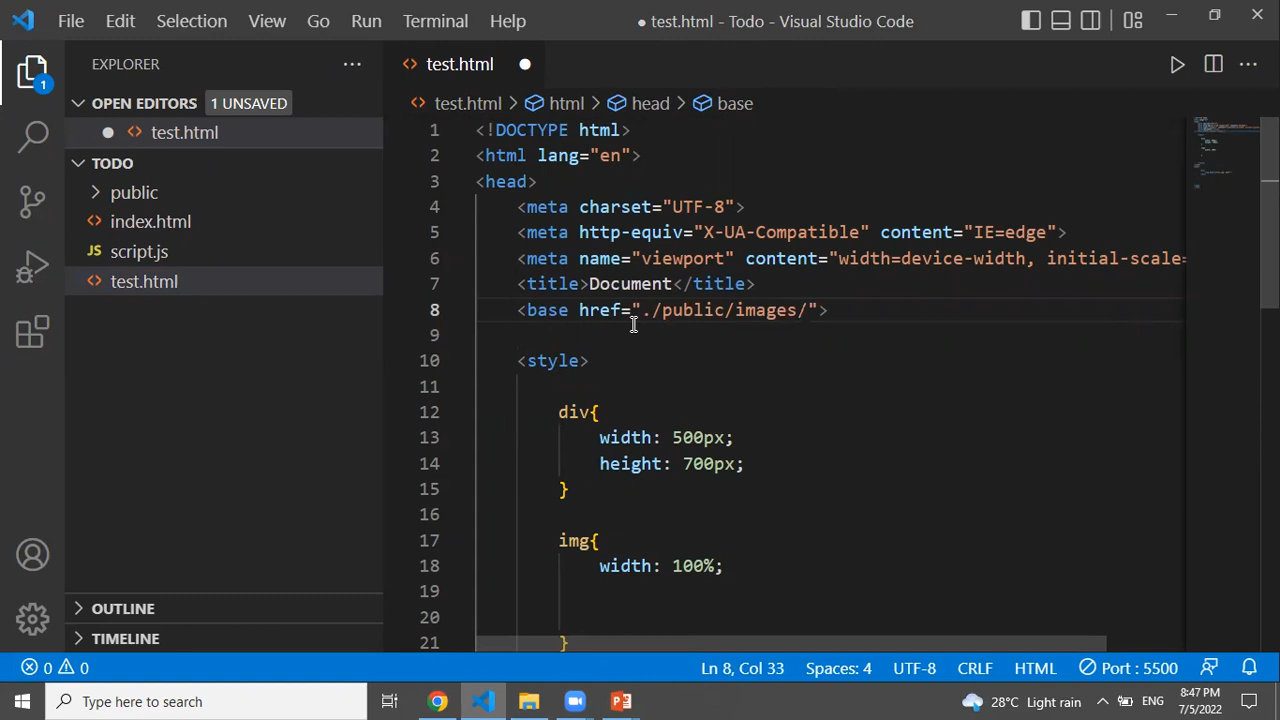 File Edit Selection View Go Run Terminal Help
● test.html - Todo - Visual Studio Code
EXPLORER
OPEN EDITORS 1 UNSAVED
test.html
TODO
public
index.html
JS script.js
test.html
OUTLINE
TIMELINE
1
test.html
test.html > html > head > base
1 <!DOCTYPE html>
2 <html lang="en">
3 <head>
4 <meta charset="UTF-8">
5 <meta http-equiv="X-UA-Compatible" content="IE=edge">
6 <meta name="viewport" content="width=device-width, initial-scale=
7 <title>Document</title>
8 <base href="./public/images/">
9
10 <style>
11
12 div{
13 width: 500px;
14 height: 700px;
15 }
16
17 img{
18 width: 100%;
19
20
21 }
0 0 Ln 8, Col 33 Spaces: 4 UTF-8 CRLF HTML Port : 5500
Type here to search
28°C Light rain ENG
8:47 PM
7/5/2022